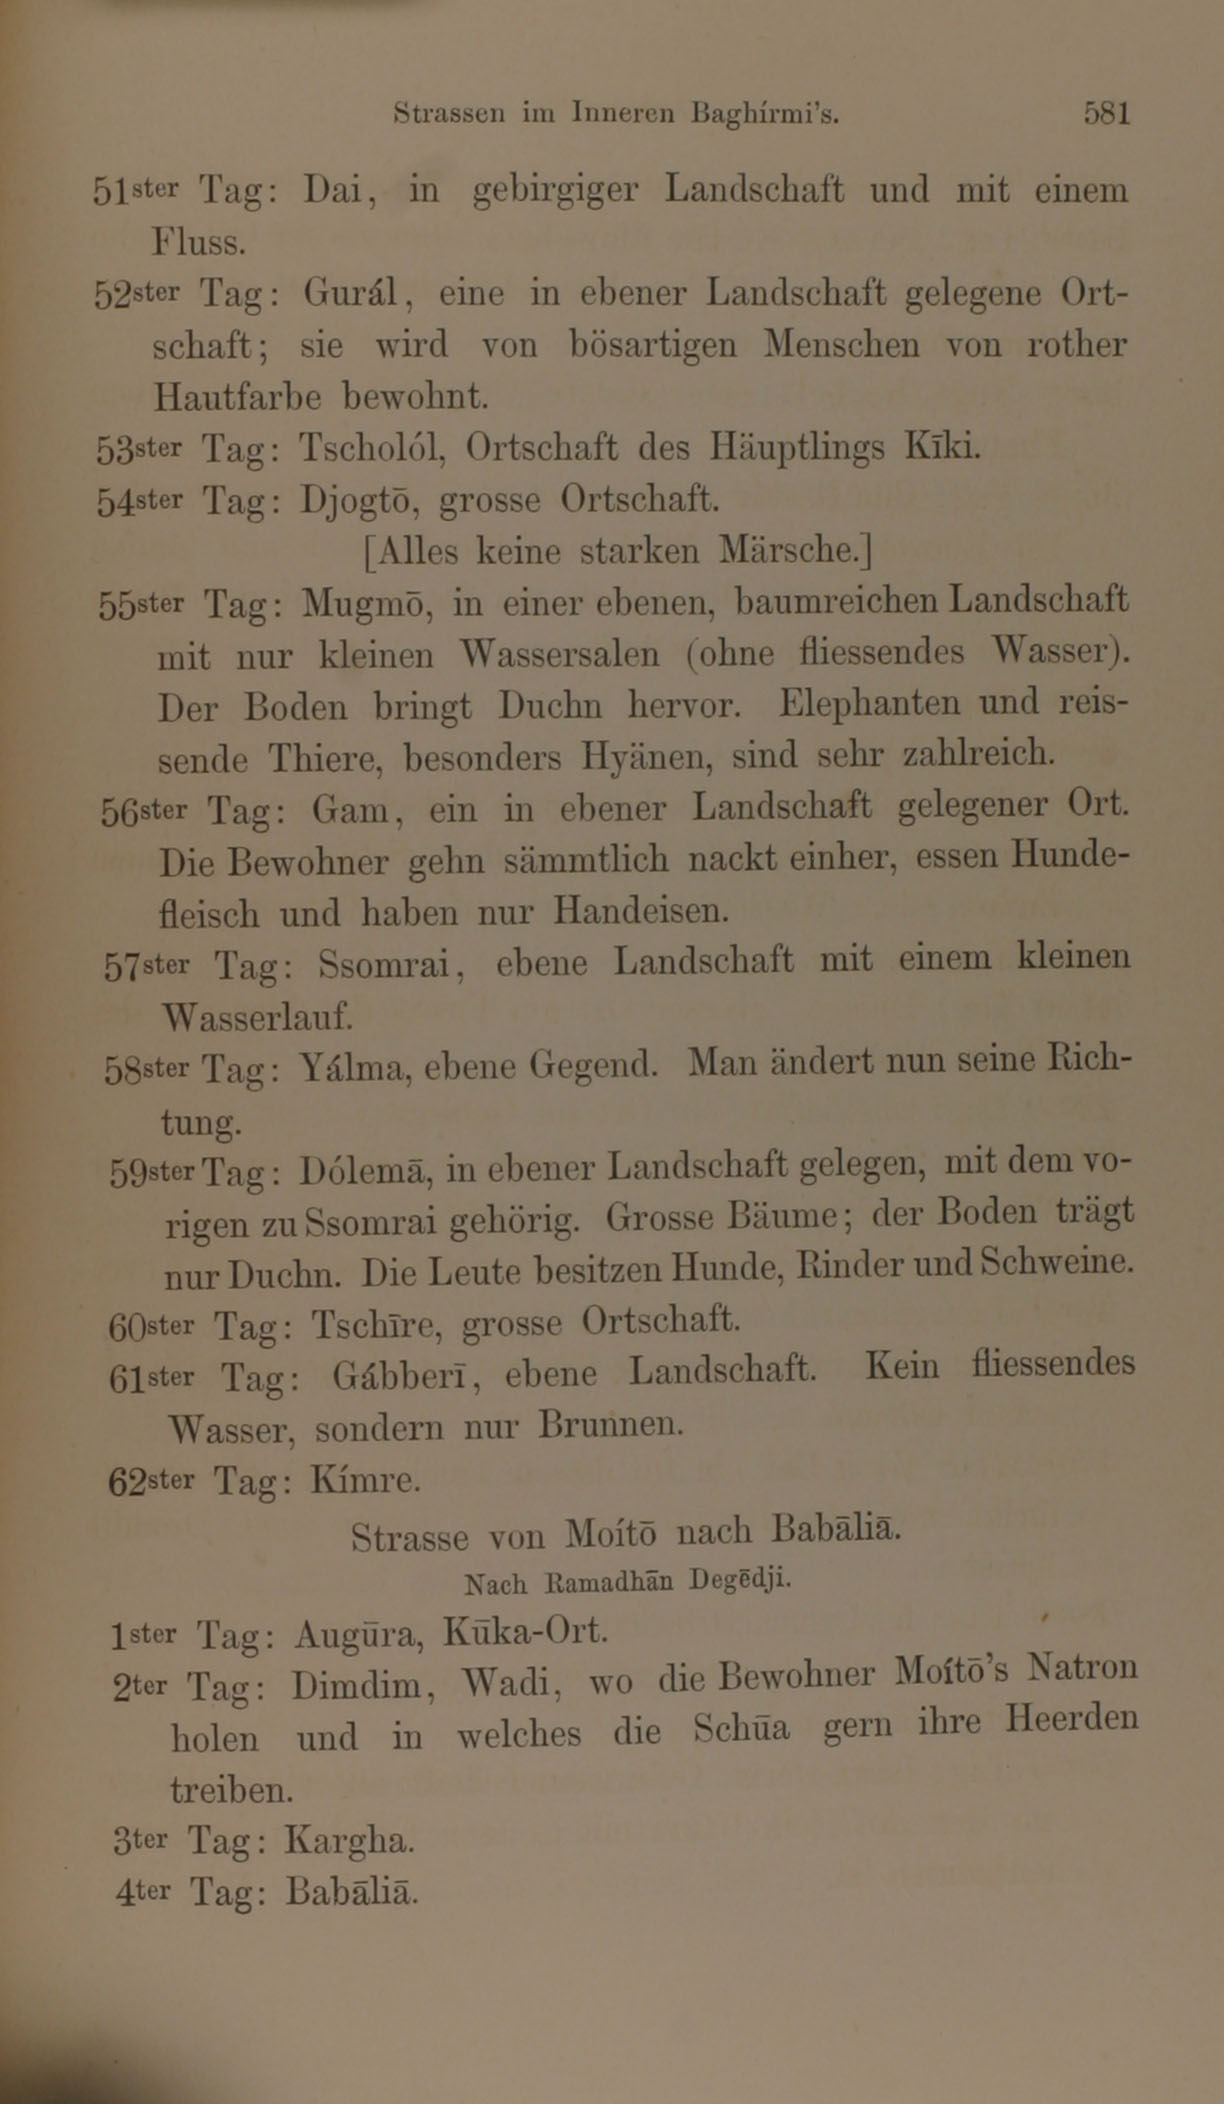 Strassen im Inneren Baghírmi's. 581
51ster Tag: Dai, in gebirgiger Landschaft und mit einem
Fluss.
52ster Tag: Gurál, eine in ebener Landschaft gelegene Ort-
schaft; sie wird von bösartigen Menschen von rother
Hautfarbe bewohnt.
53ster Tag: Tscholól, Ortschaft des Häuptlings Kīki.
54ster Tag: Djogtō, grosse Ortschaft.
[Alles keine starken Märsche.]
55ster Tag: Mugmō, in einer ebenen, baumreichen Landschaft
mit nur kleinen Wassersalen (ohne fliessendes Wasser).
Der Boden bringt Duchn hervor. Elephanten und reis-
sende Thiere, besonders Hyänen, sind sehr zahlreich.
56ster Tag: Gam, ein in ebener Landschaft gelegener Ort.
Die Bewohner gehn sämmtlich nackt einher, essen Hunde-
fleisch und haben nur Handeisen.
57ster Tag: Ssomrai, ebene Landschaft mit einem kleinen
Wasserlauf.
58ster Tag: Yálma, ebene Gegend. Man ändert nun seine Rich-
tung.
59ster Tag: Dólemā, in ebener Landschaft gelegen, mit dem vo-
rigen zu Ssomrai gehörig. Grosse Bäume; der Boden trägt
nur Duchn. Die Leute besitzen Hunde, Rinder und Schweine.
60ster Tag: Tschīre, grosse Ortschaft.
61ster Tag: Gábberī, ebene Landschaft. Kein fliessendes
Wasser, sondern nur Brunnen.
62ster Tag: Kímre.
Strasse von Moítō nach Babāliā.
Nach Ramadhān Degēdji.
1ster Tag: Augūra, Kūka-Ort.
2ter Tag: Dimdim, Wadi, wo die Bewohner Moítō's Natron
holen und in welches die Schūa gern ihre Heerden
treiben.
3ter Tag: Kargha.
4ter Tag: Babāliā.